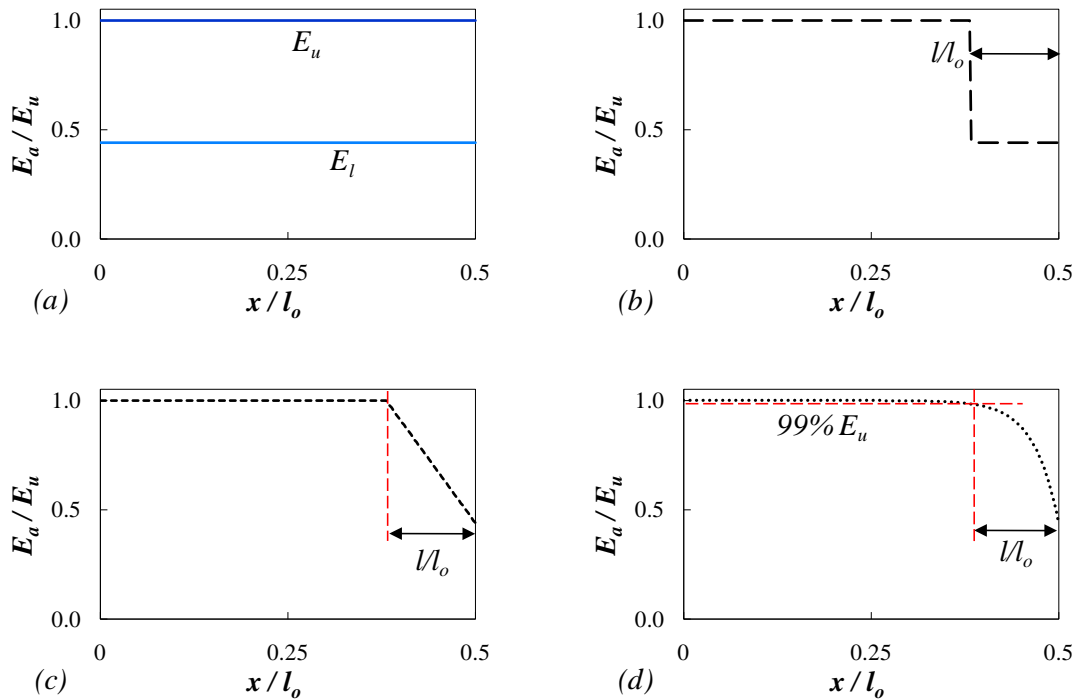 1.0
E_u
0.5
E_l
0.0
E_a / E_u
0
0.25
0.5
(a)
x / l_o
1.0
l/l_o
0.5
0.0
E_a / E_u
0
0.25
0.5
(b)
x / l_o
1.0
0.5
l/l_o
0.0
E_a / E_u
0
0.25
0.5
(c)
x / l_o
1.0
99% E_u
0.5
l/l_o
0.0
E_a / E_u
0
0.25
0.5
(d)
x / l_o